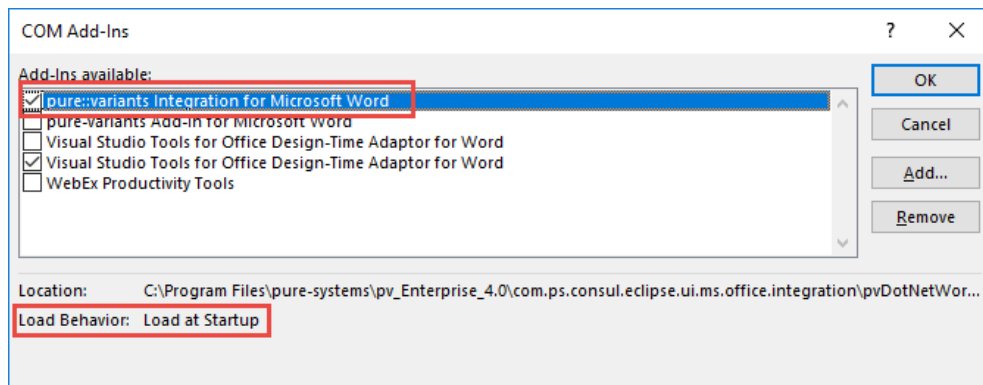 COM Add-Ins ?
Add-Ins available:
pure::variants Integration for Microsoft Word
pure-variants Add-In for Microsoft Word
Visual Studio Tools for Office Design-Time Adaptor for Word
Visual Studio Tools for Office Design-Time Adaptor for Word
WebEx Productivity Tools
OK
Cancel
Add...
Remove
Location: C:\Program Files\pure-systems\pv_Enterprise_4.0\com.ps.consul.eclipse.ui.ms.office.integration\pvDotNetWor...
Load Behavior: Load at Startup